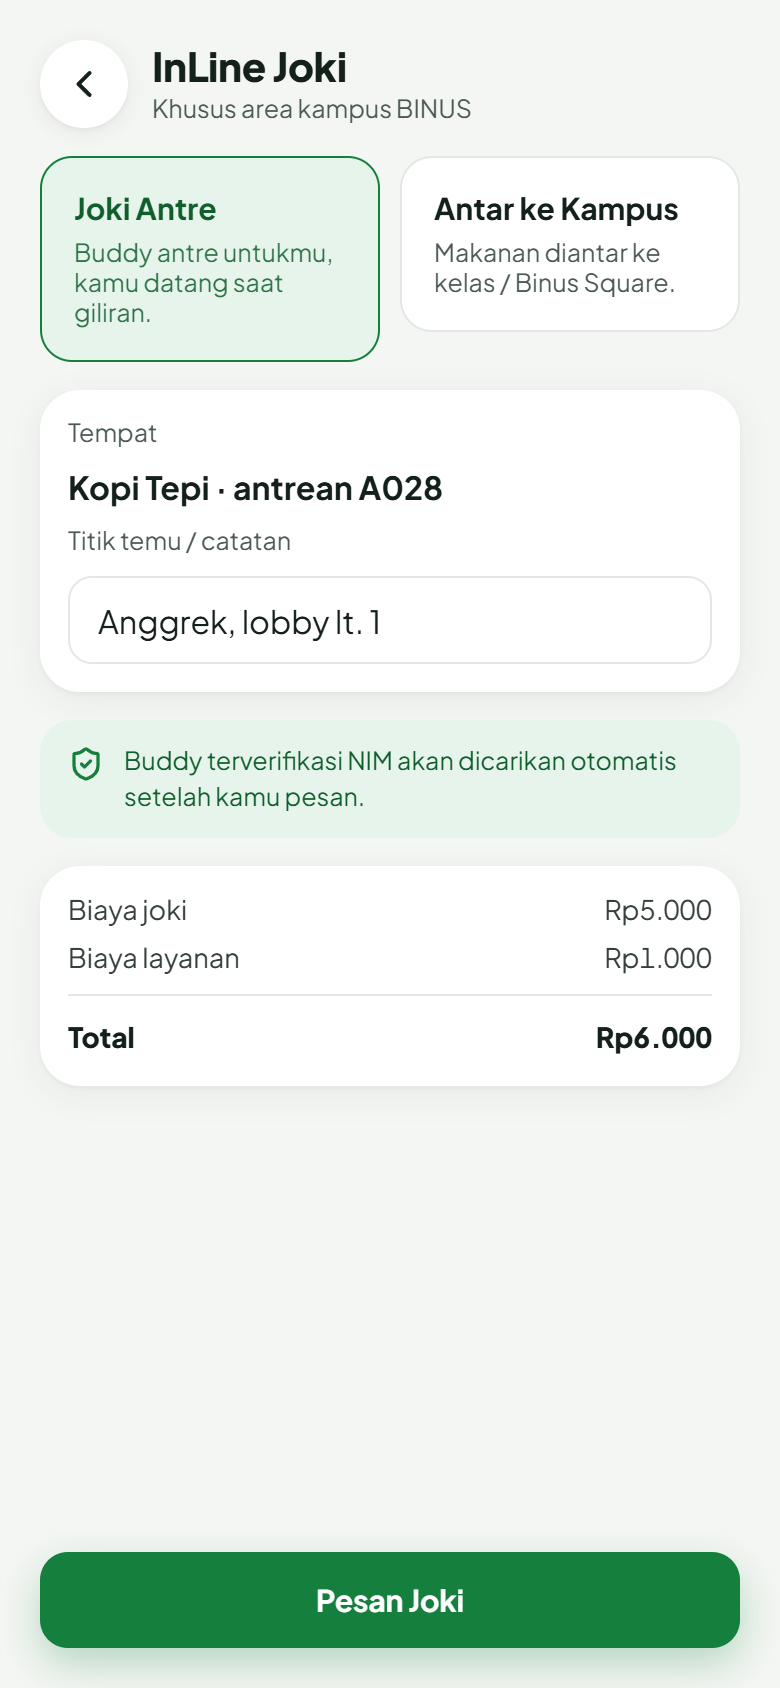 InLine Joki
Khusus area kampus BINUS
Joki Antre
Buddy antre untukmu,
kamu datang saat
giliran.
Antar ke Kampus
Makanan diantar ke
kelas / Binus Square.
Tempat
Kopi Tepi · antrean A028
Titik temu / catatan
Anggrek, lobby lt. 1
Buddy terverifikasi NIM akan dicarikan otomatis
setelah kamu pesan.
Biaya joki Rp5.000
Biaya layanan Rp1.000
Total Rp6.000
Pesan Joki